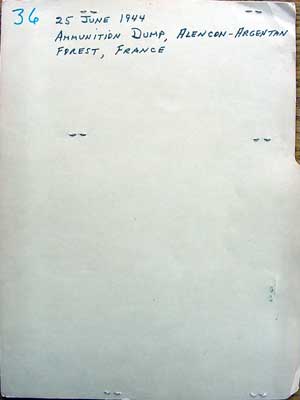 36 25 JUNE 1944
AMMUNITION DUMP, ALENCON-ARGENTAN
FOREST, FRANCE